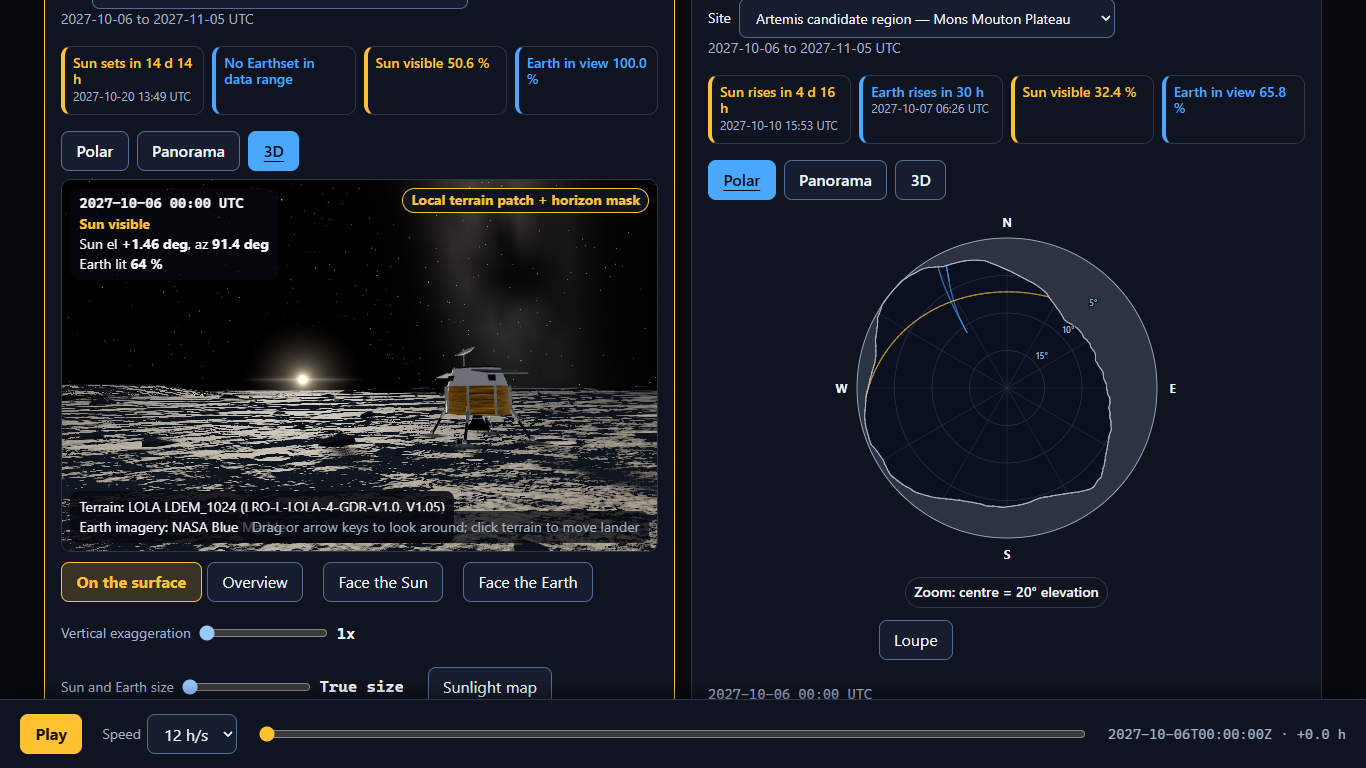 2027-10-06 to 2027-11-05 UTC
Sun sets in 14 d 14
h
2027-10-20 13:49 UTC
No Earthset in
data range
Sun visible 50.6 %
Earth in view 100.0
%
Polar
Panorama
3D
2027-10-06 00:00 UTC
Sun visible
Sun el +1.46 deg, az 91.4 deg
Earth lit 64 %
Local terrain patch + horizon mask
Terrain: LOLA LDEM_1024 (LRO-L-LOLA-4-GDR-V1.0, V1.05)
Earth imagery: NASA Blue Marble
Drag or arrow keys to look around; click terrain to move lander
On the surface
Overview
Face the Sun
Face the Earth
Vertical exaggeration
1x
Sun and Earth size
True size
Sunlight map
Site
Artemis candidate region — Mons Mouton Plateau
2027-10-06 to 2027-11-05 UTC
Sun rises in 4 d 16
h
2027-10-10 15:53 UTC
Earth rises in 30 h
2027-10-07 06:26 UTC
Sun visible 32.4 %
Earth in view 65.8
%
Polar
Panorama
3D
N
5°
10°
15°
W
E
S
Zoom: centre = 20° elevation
Loupe
2027-10-06 00:00 UTC
Play
Speed
12 h/s
2027-10-06T00:00:00Z · +0.0 h